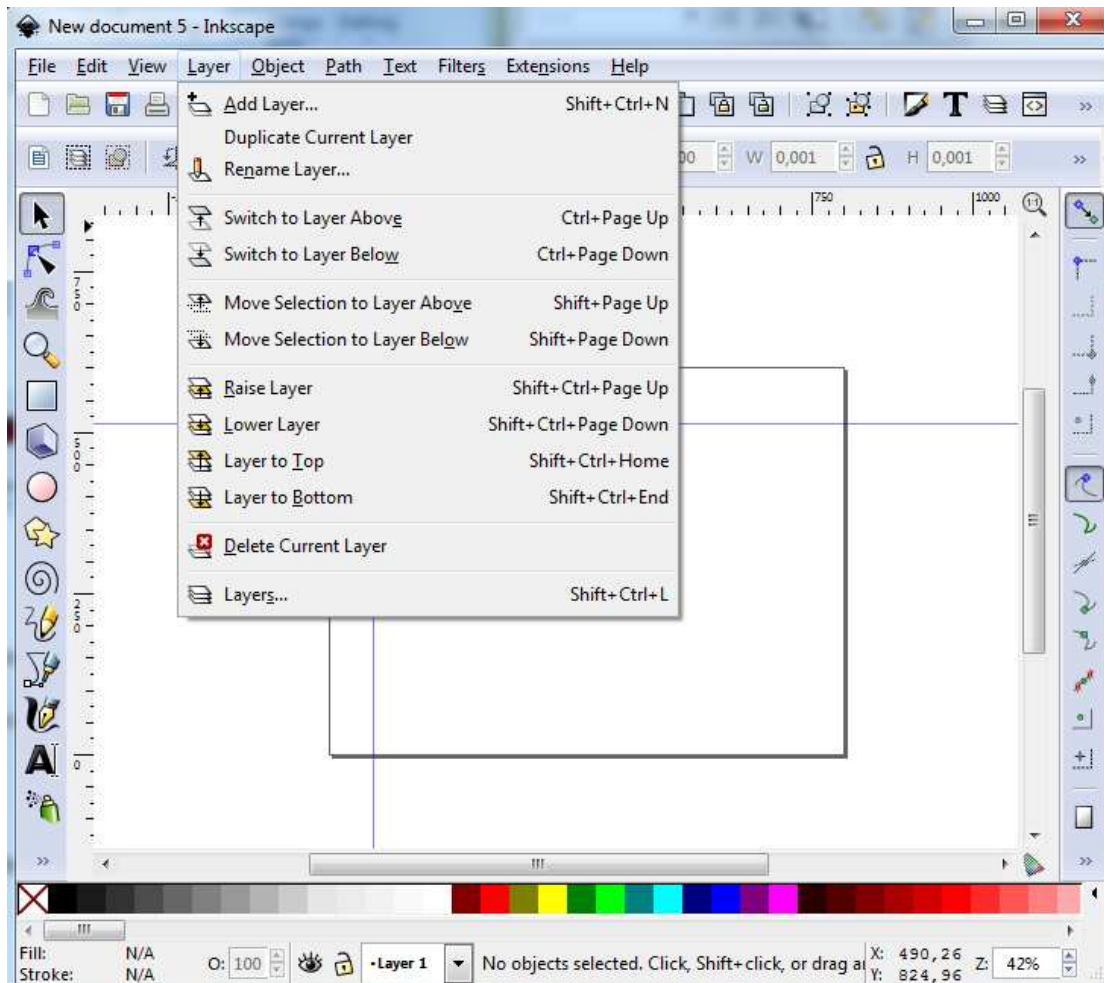 New document 5 - Inkscape
File Edit View Layer Object Path Text Filters Extensions Help
Add Layer... Shift+Ctrl+N
Duplicate Current Layer
Rename Layer...
00 W 0,001 H 0,001
750 1000
Switch to Layer Above Ctrl+Page Up
Switch to Layer Below Ctrl+Page Down
Move Selection to Layer Above Shift+Page Up
Move Selection to Layer Below Shift+Page Down
Raise Layer Shift+Ctrl+Page Up
Lower Layer Shift+Ctrl+Page Down
Layer to Top Shift+Ctrl+Home
Layer to Bottom Shift+Ctrl+End
Delete Current Layer
Layers... Shift+Ctrl+L
750
500
250
0
Fill: N/A
Stroke: N/A
O: 100
•Layer 1
No objects selected. Click, Shift+click, or drag a
X: 490,26
Y: 824,96
Z: 42%